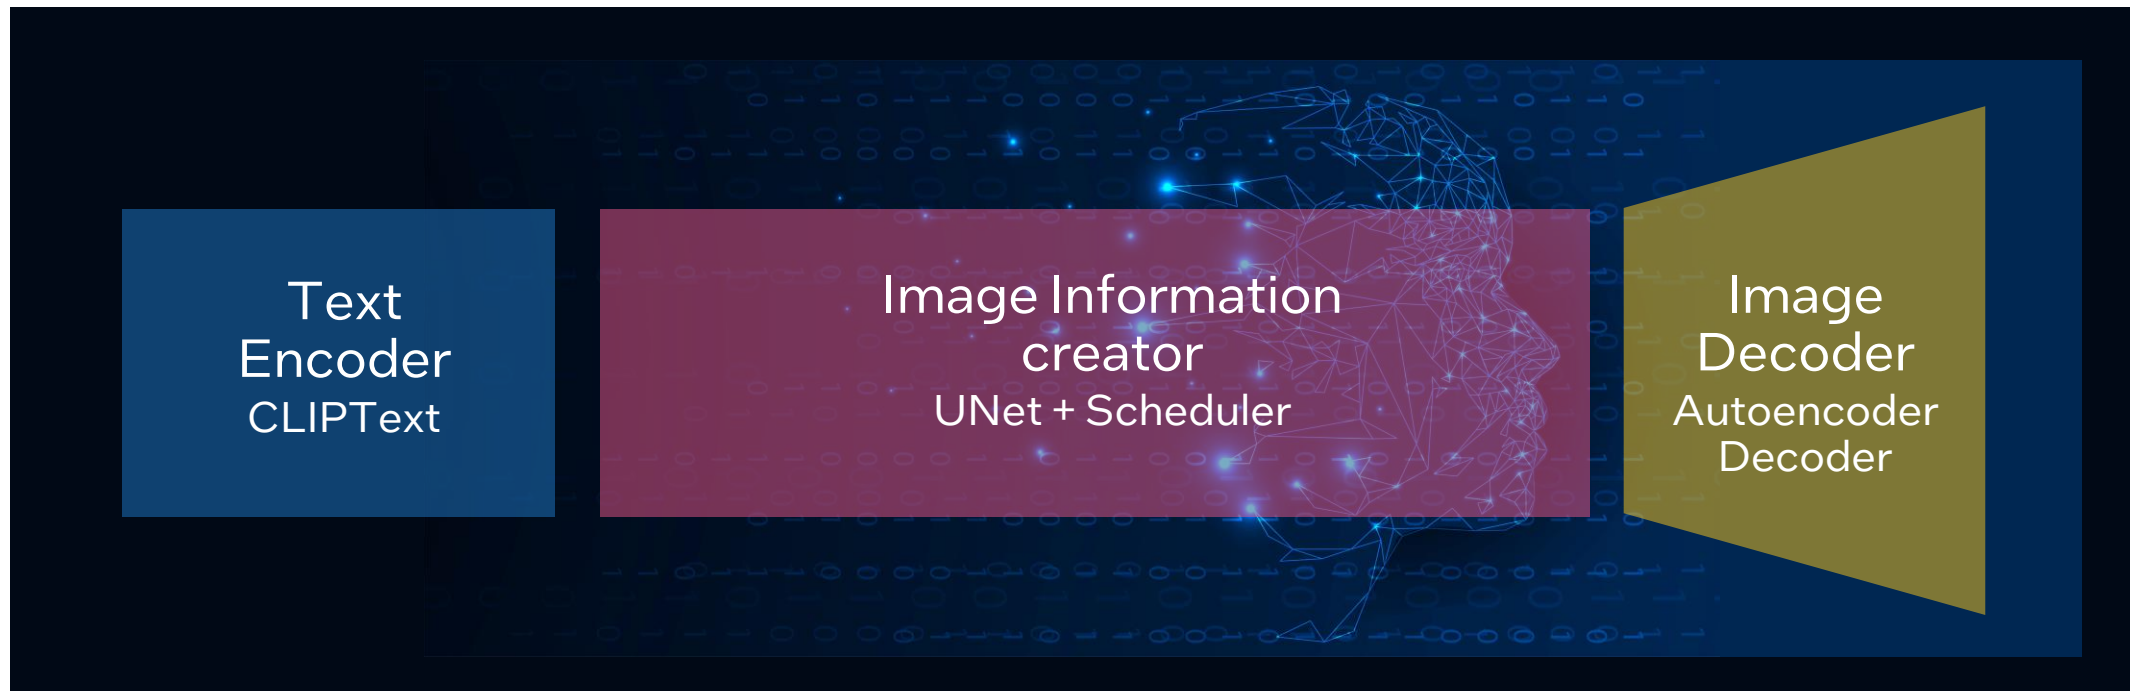 Text
Encoder
CLIPText
Image Information
creator
UNet + Scheduler
Image
Decoder
Autoencoder
Decoder